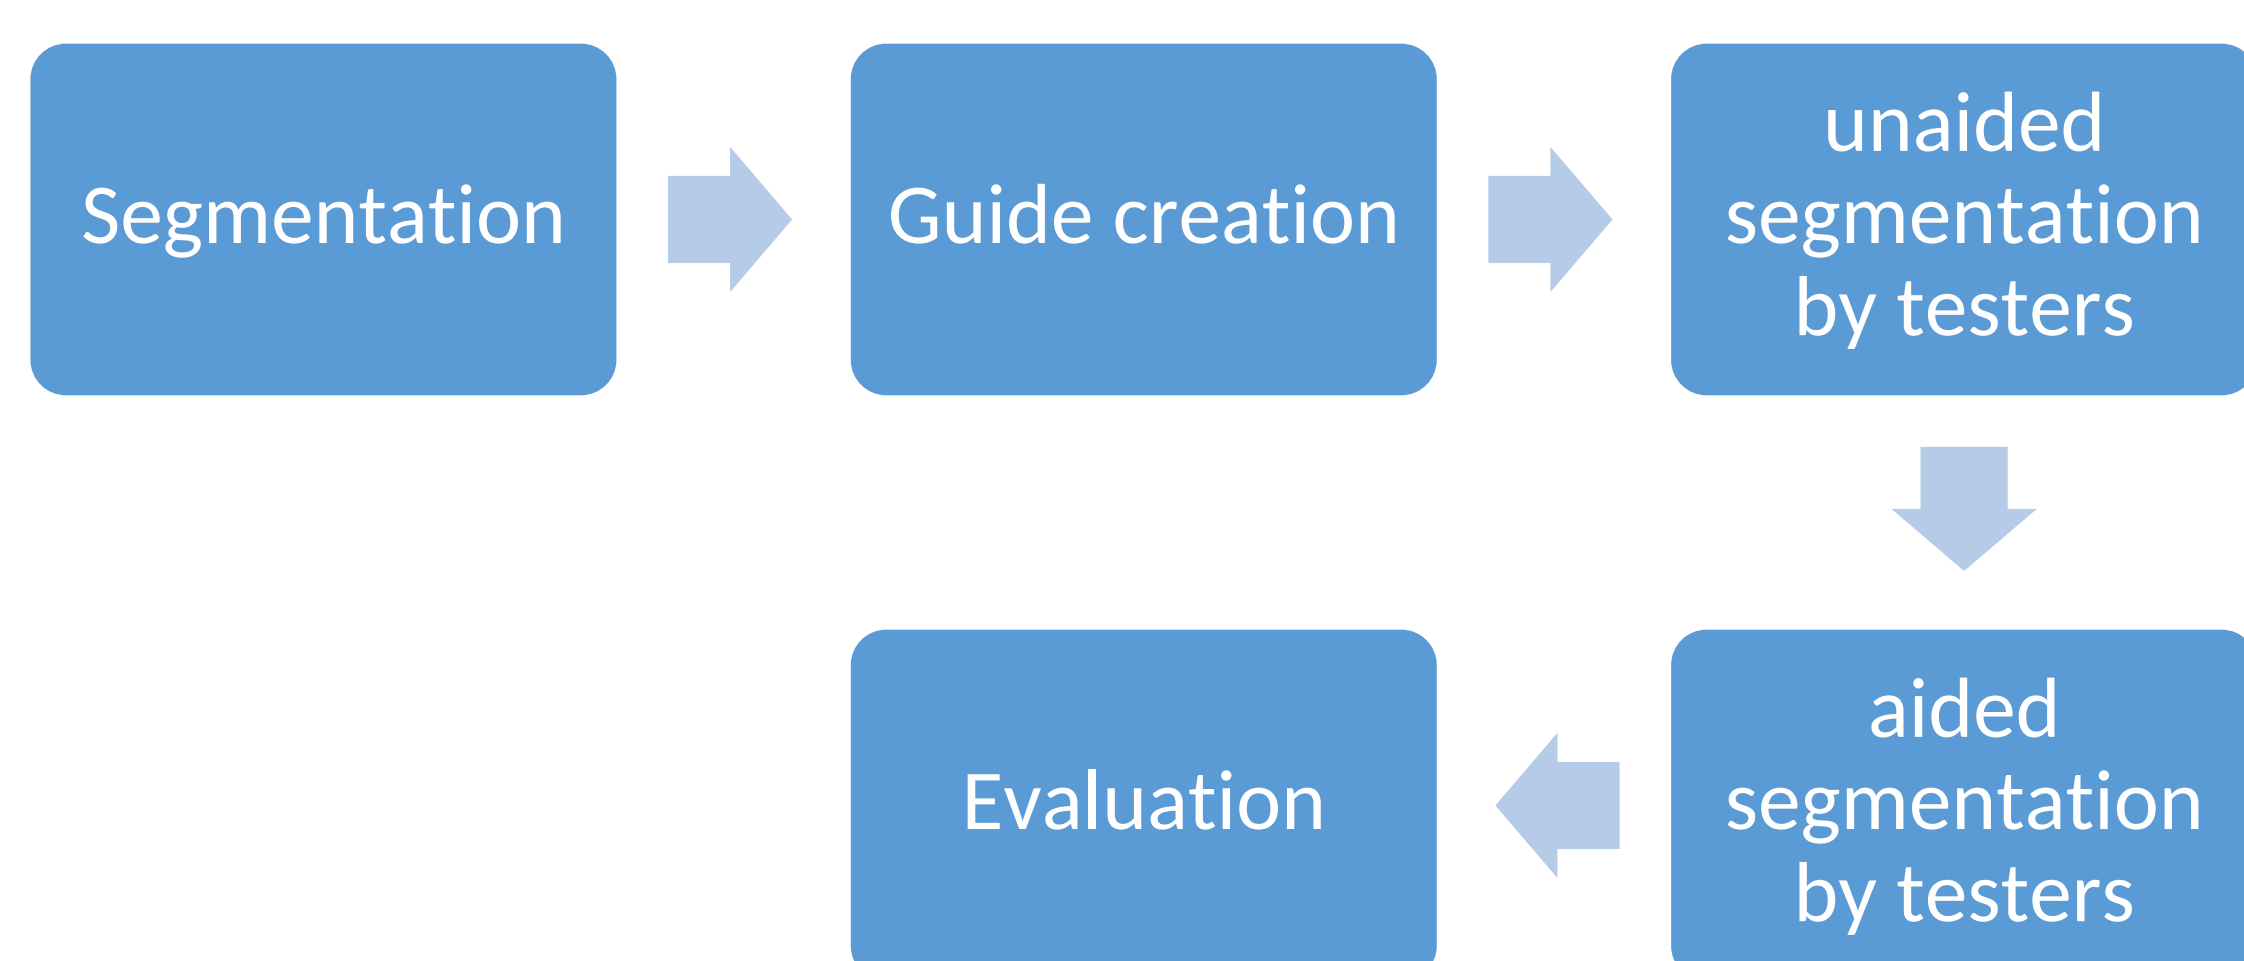 Segmentation
Guide creation
unaided
segmentation
by testers
aided
segmentation
by testers
Evaluation